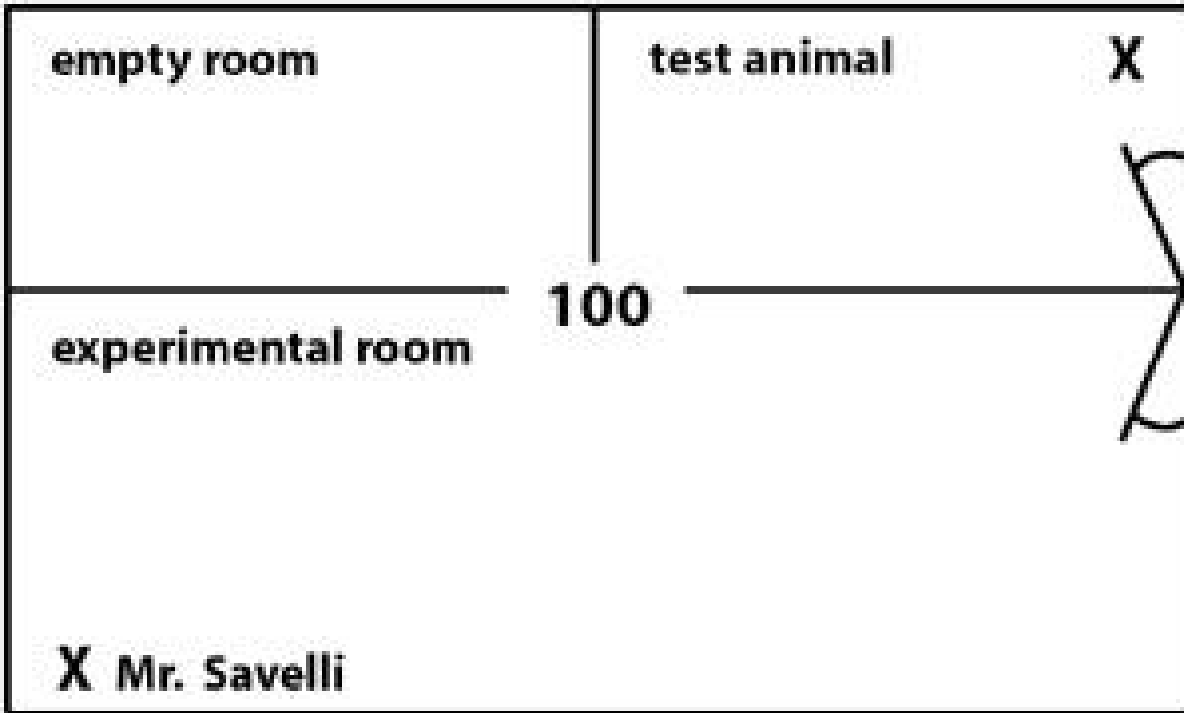 empty room
test animal X
100
experimental room
X Mr. Savelli